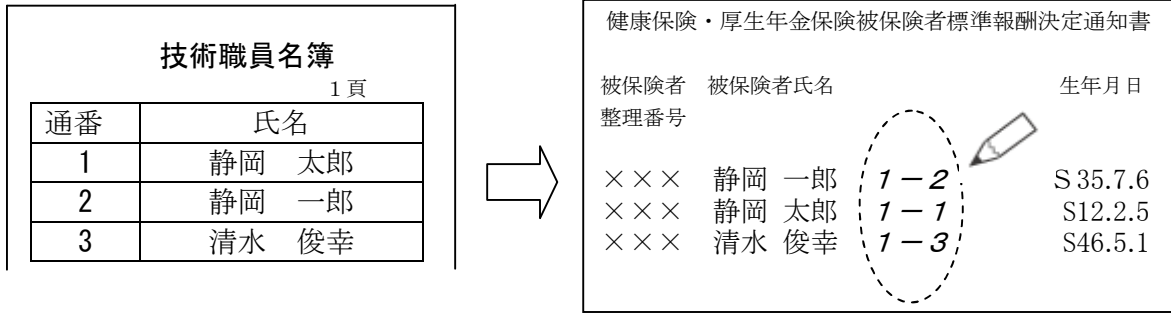 技術職員名簿
1頁
通番 氏名
1 静岡 太郎
2 静岡 一郎
3 清水 俊幸
健康保険・厚生年金保険被保険者標準報酬決定通知書
被保険者 被保険者氏名 生年月日
整理番号
××× 静岡 一郎 1－2 S35.7.6
××× 静岡 太郎 1－1 S12.2.5
××× 清水 俊幸 1－3 S46.5.1